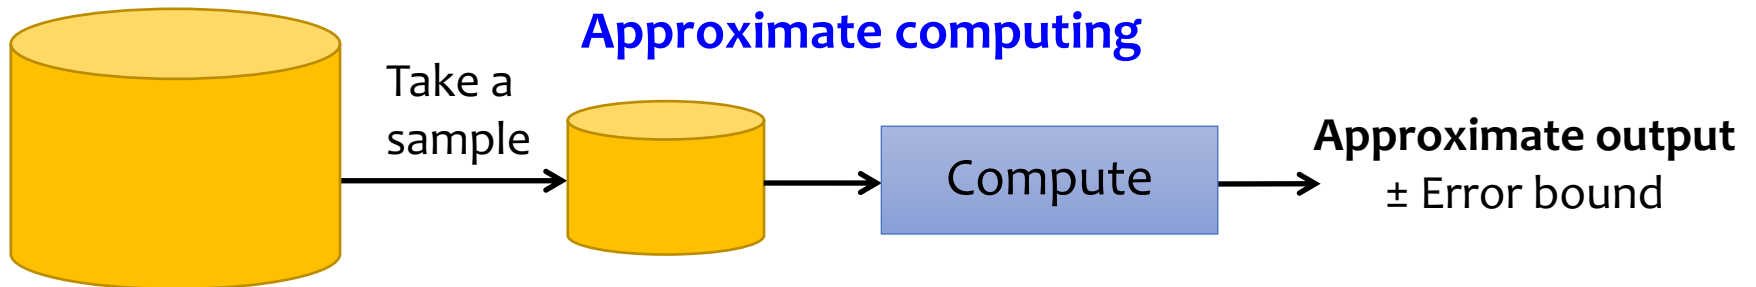 Approximate computing
Take a
sample
Compute
Approximate output
± Error bound